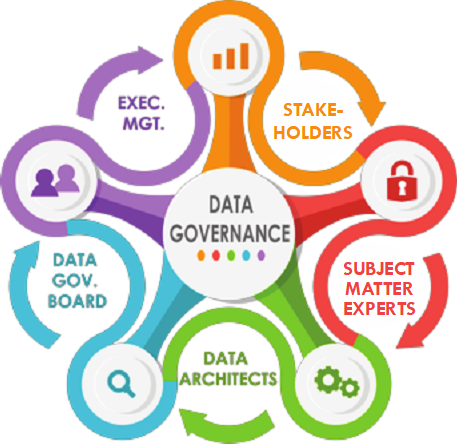 EXEC.
MGT.
STAKE-
HOLDERS
DATA
GOVERNANCE
DATA
GOV.
BOARD
SUBJECT
MATTER
EXPERTS
DATA
ARCHITECTS